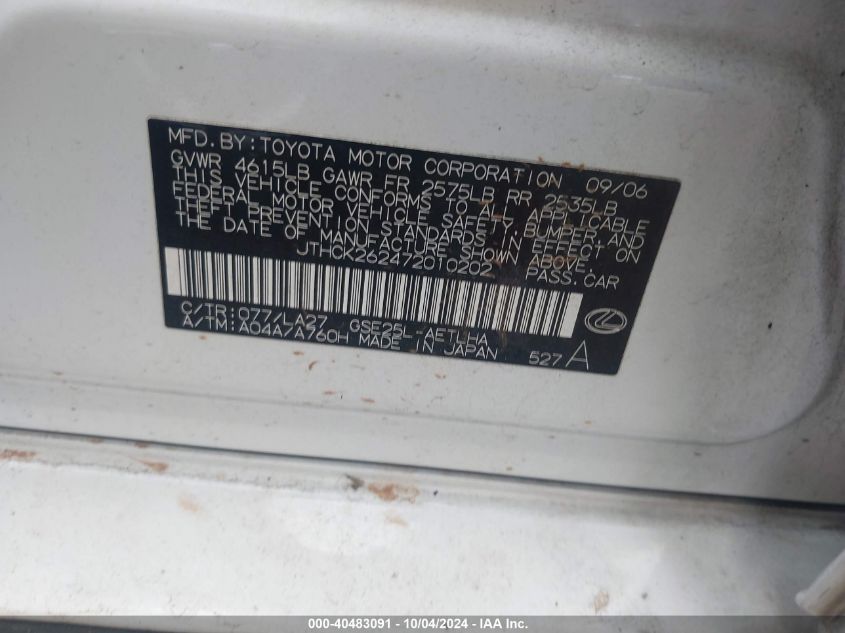 MFD.BY:TOYOTA MOTOR CORPORATION 09/06
GVWR 4615LB GAWR FR 2575LB RR 2535LB
THIS VEHICLE CONFORMS TO ALL APPLICABLE
FEDERAL MOTOR VEHICLE SAFETY,BUMPER,AND
THEFT PREVENTION STANDARDS IN EFFECT ON
THE DATE OF MANUFACTURE SHOWN ABOVE.
JTHCK262472010202 PASS.CAR
C/TR:077/LA27 GSE25L-AETLHA
A/TM:A04A/A760H MADE IN JAPAN 527A
000-40483091 - 10/04/2024 - IAA Inc.